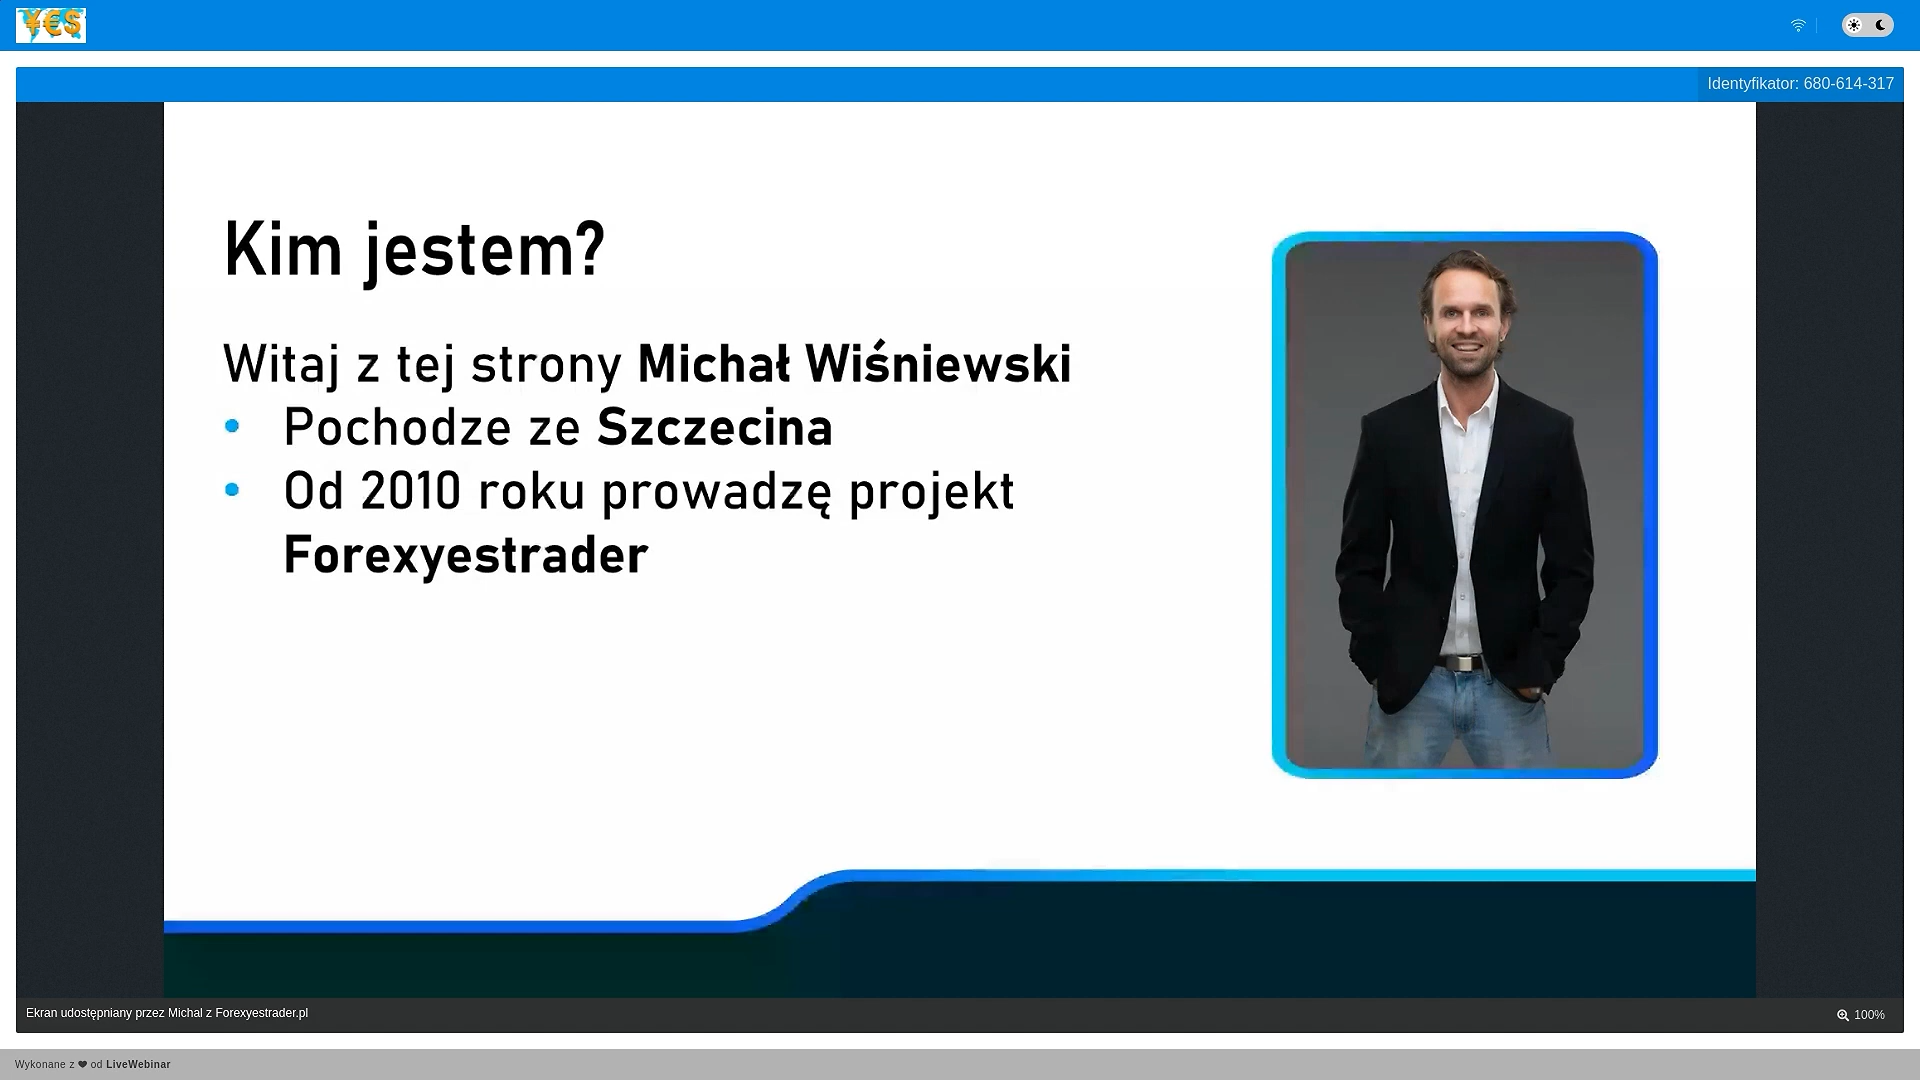 Y€$
Identyfikator: 680-614-317
Kim jestem?
Witaj z tej strony Michał Wiśniewski
• Pochodze ze Szczecina
• Od 2010 roku prowadzę projekt
Forexyestrader
Ekran udostępniany przez Michal z Forexyestrader.pl
100%
Wykonane z ❤ od LiveWebinar